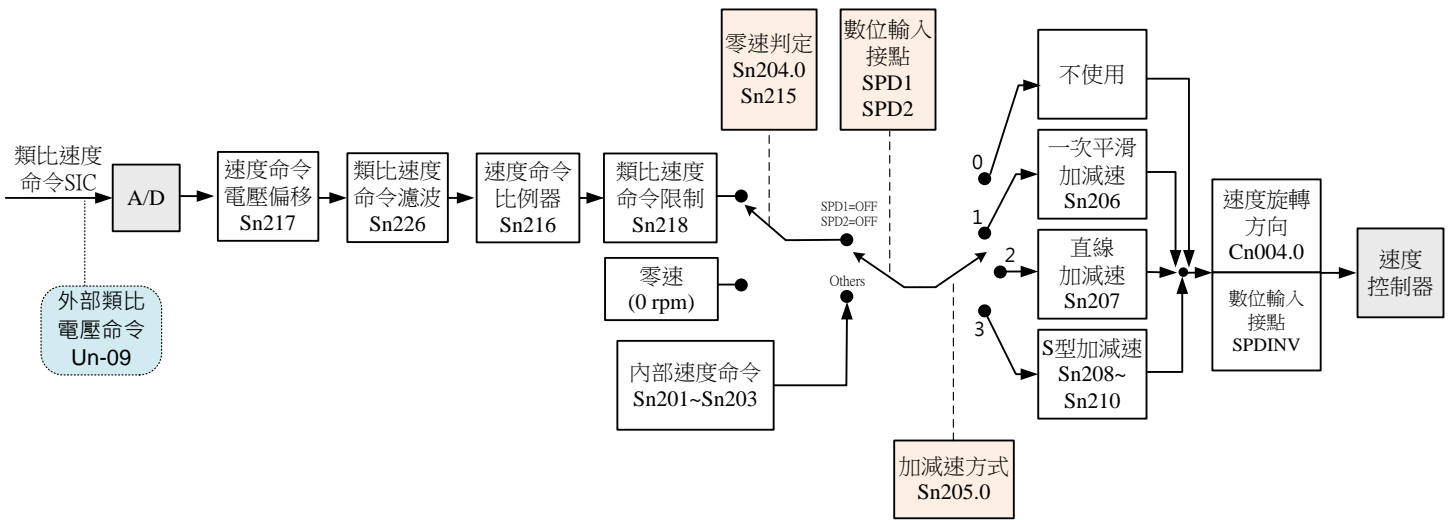 類比速度
命令SIC
A/D
外部類比
電壓命令
Un-09
速度命令
電壓偏移
Sn217
類比速度
命令濾波
Sn226
速度命令
比例器
Sn216
類比速度
命令限制
Sn218
零速
(0 rpm)
內部速度命令
Sn201~Sn203
零速判定
Sn204.0
Sn215
數位輸入
接點
SPD1
SPD2
SPD1=OFF
SPD2=OFF
Others
加減速方式
Sn205.0
0
1
2
3
不使用
一次平滑
加減速
Sn206
直線
加減速
Sn207
S型加減速
Sn208~
Sn210
速度旋轉
方向
Cn004.0
數位輸入
接點
SPDINV
速度
控制器